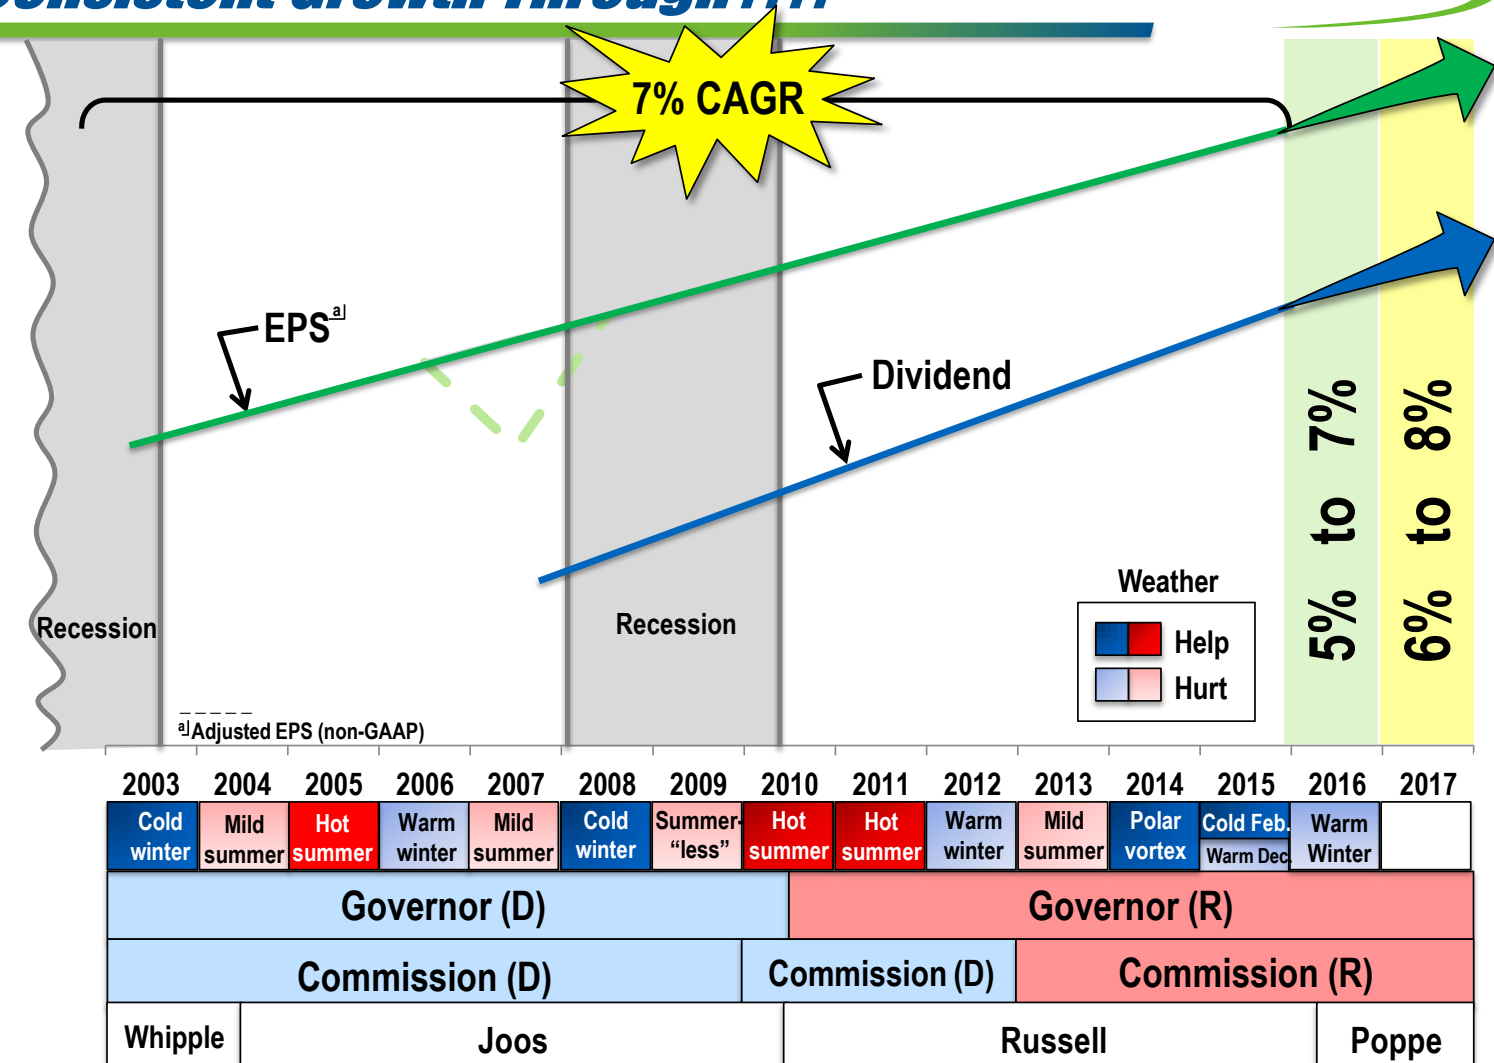 Consistent Growth Through . . . .
7% CAGR
EPS a
Dividend
5% to 7%
6% to 8%
Recession
Recession
Weather
Help
Hurt
a Adjusted EPS (non-GAAP)
2003 2004 2005 2006 2007 2008 2009 2010 2011 2012 2013 2014 2015 2016 2017
Cold winter
Mild summer
Hot summer
Warm winter
Mild summer
Cold winter
Summer- "less"
Hot summer
Hot summer
Warm winter
Mild summer
Polar vortex
Cold Feb.
Warm Dec.
Warm Winter
Governor (D) Governor (R)
Commission (D) Commission (D) Commission (R)
Whipple Joos Russell Poppe